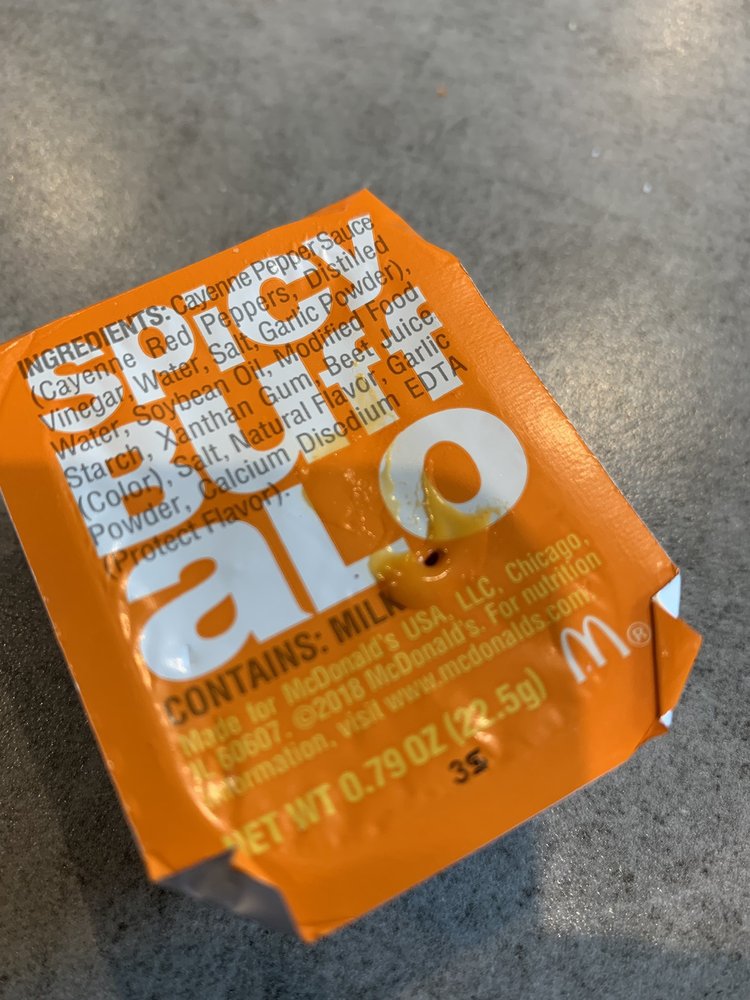 SPICY
BUFF
aLO
INGREDIENTS: Cayenne Pepper Sauce
(Cayenne Red Peppers, Distilled
Vinegar, Water, Salt, Garlic Powder),
Water, Soybean Oil, Modified Food
Starch, Xanthan Gum, Beet Juice
(Color), Salt, Natural Flavor, Garlic
Powder, Calcium Disodium EDTA
(Protect Flavor).
CONTAINS: MILK
Made for McDonald's USA, LLC, Chicago,
IL 60607. ©2018 McDonald's. For nutrition
information, visit www.mcdonalds.com.
NET WT 0.79 OZ (22.5g)
M®